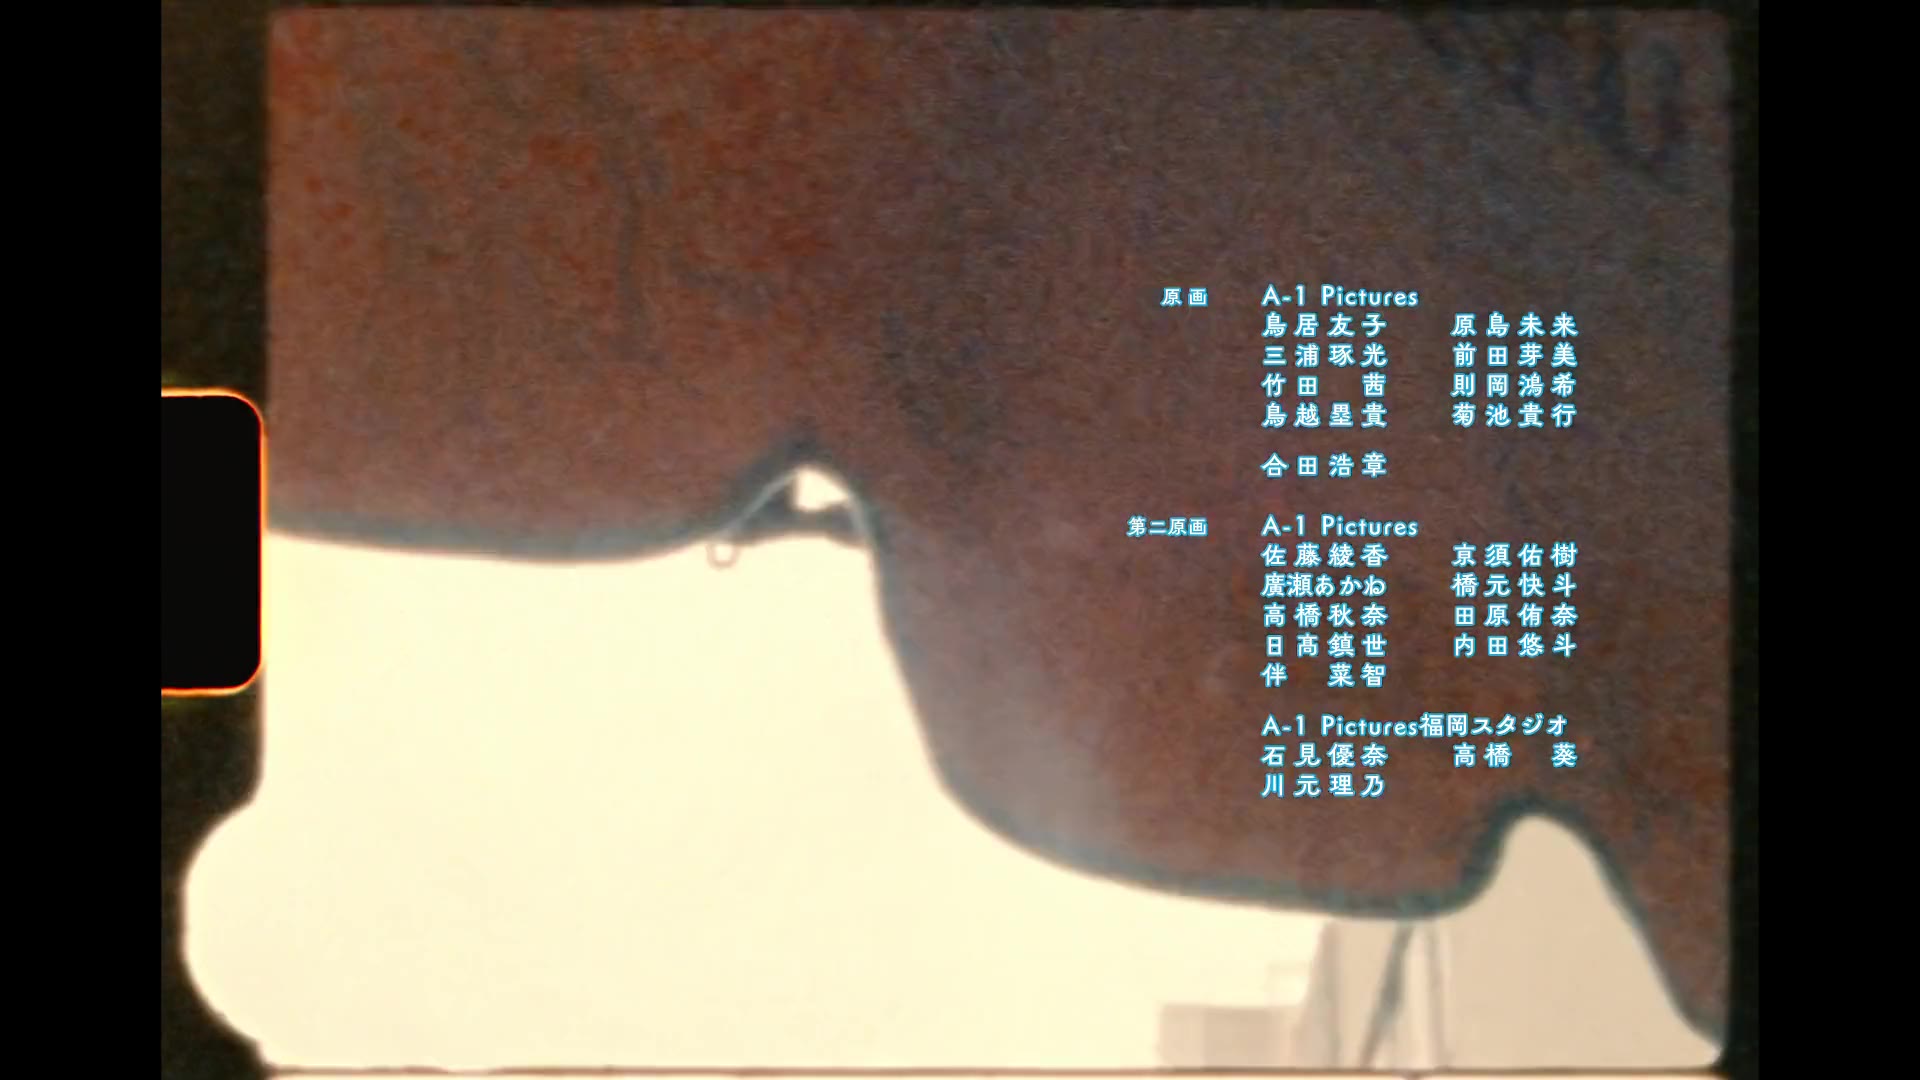 原画 A-1 Pictures
鳥居友子 原島未来
三浦琢光 前田芽美
竹田 茜 則岡鴻希
鳥越塁貴 菊池貴行
合田浩章
第二原画 A-1 Pictures
佐藤綾香 京須佑樹
廣瀬あかね 橋元快斗
高橋秋奈 田原侑奈
日髙鎮世 内田悠斗
伴 菜智
A-1 Pictures福岡スタジオ
石見優奈 高橋 葵
川元理乃